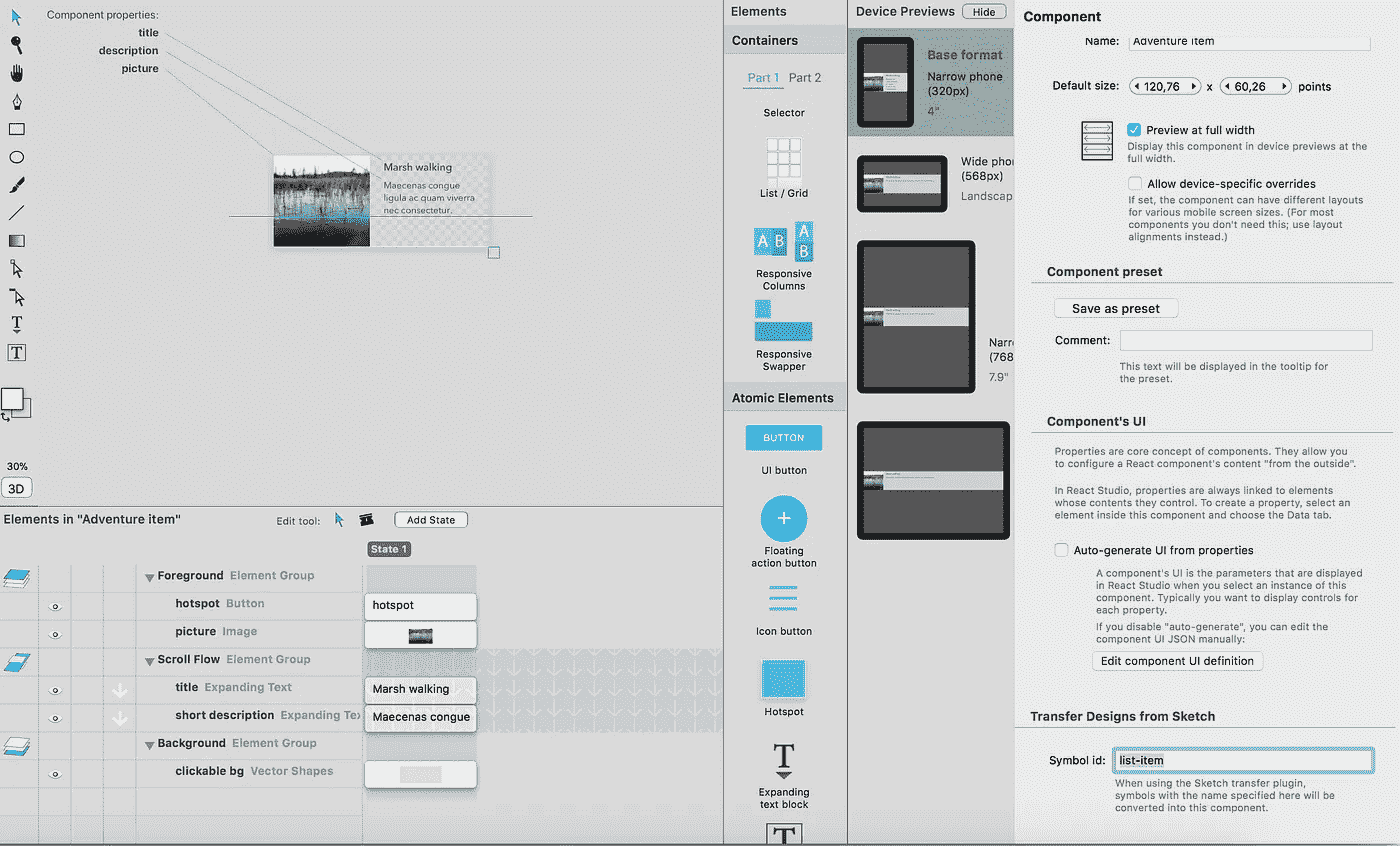 Component properties:
title
description
picture
Marsh walking
Maecenas congue
ligula ac quam viverra
nec consectetur.
30%
3D
Elements in "Adventure item"
Edit tool:
Add State
State 1
Foreground Element Group
hotspot Button
hotspot
picture Image
Scroll Flow Element Group
title Expanding Text
Marsh walking
short description Expanding Te
Maecenas congue
Background Element Group
clickable bg Vector Shapes
Elements
Containers
Part 1 Part 2
Selector
List / Grid
A B
A
B
Responsive
Columns
Responsive
Swapper
Atomic Elements
BUTTON
UI button
Floating
action button
Icon button
Hotspot
T
Expanding
text block
T
Device Previews
Hide
Base format
Narrow phone
(320px)
4"
Wide pho
(568px)
Landscap
Narr
(768
7.9"
Component
Name: Adventure item
Default size: 120,76 x 60,26 points
Preview at full width
Display this component in device previews at the
full width.
Allow device-specific overrides
If set, the component can have different layouts
for various mobile screen sizes. (For most
components you don't need this; use layout
alignments instead.)
Component preset
Save as preset
Comment:
This text will be displayed in the tooltip for
the preset.
Component's UI
Properties are core concept of components. They allow you
to configure a React component's content "from the outside".
In React Studio, properties are always linked to elements
whose contents they control. To create a property, select an
element inside this component and choose the Data tab.
Auto-generate UI from properties
A component's UI is the parameters that are displayed
in React Studio when you select an instance of this
component. Typically you want to display controls for
each property.
If you disable "auto-generate", you can edit the
component UI JSON manually:
Edit component UI definition
Transfer Designs from Sketch
Symbol id: list-item
When using the Sketch transfer plugin,
symbols with the name specified here will be
converted into this component.